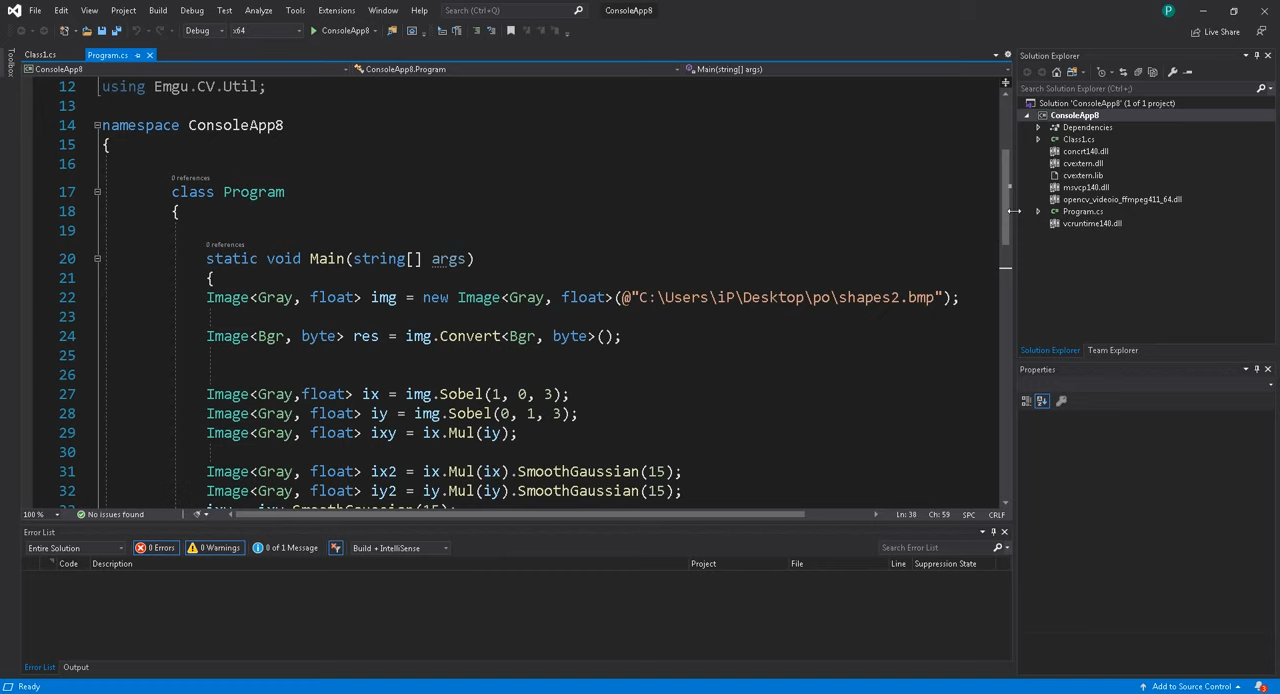 File Edit View Project Build Debug Test Analyze Tools Extensions Window Help Search (Ctrl+Q) ConsoleApp8 P
Debug x64 ConsoleApp8 Live Share
Toolbox
Class1.cs Program.cs
ConsoleApp8 ConsoleApp8.Program Main(string[] args)
12 using Emgu.CV.Util;
13
14 namespace ConsoleApp8
15 {
16
0 references
17 class Program
18 {
19
0 references
20 static void Main(string[] args)
21 {
22 Image<Gray, float> img = new Image<Gray, float>(@"C:\Users\iP\Desktop\po\shapes2.bmp");
23
24 Image<Bgr, byte> res = img.Convert<Bgr, byte>();
25
26
27 Image<Gray,float> ix = img.Sobel(1, 0, 3);
28 Image<Gray, float> iy = img.Sobel(0, 1, 3);
29 Image<Gray, float> ixy = ix.Mul(iy);
30
31 Image<Gray, float> ix2 = ix.Mul(ix).SmoothGaussian(15);
32 Image<Gray, float> iy2 = iy.Mul(iy).SmoothGaussian(15);
100 % No issues found Ln: 38 Ch: 59 SPC CRLF
Error List
Entire Solution 0 Errors 0 Warnings 0 of 1 Message Build + IntelliSense Search Error List
Code Description Project File Line Suppression State
Error List Output
Solution Explorer
Search Solution Explorer (Ctrl+;)
Solution 'ConsoleApp8' (1 of 1 project)
ConsoleApp8
Dependencies
Class1.cs
concrt140.dll
cvextern.dll
cvextern.lib
msvcp140.dll
opencv_videoio_ffmpeg411_64.dll
Program.cs
vcruntime140.dll
Solution Explorer Team Explorer
Properties
Ready Add to Source Control